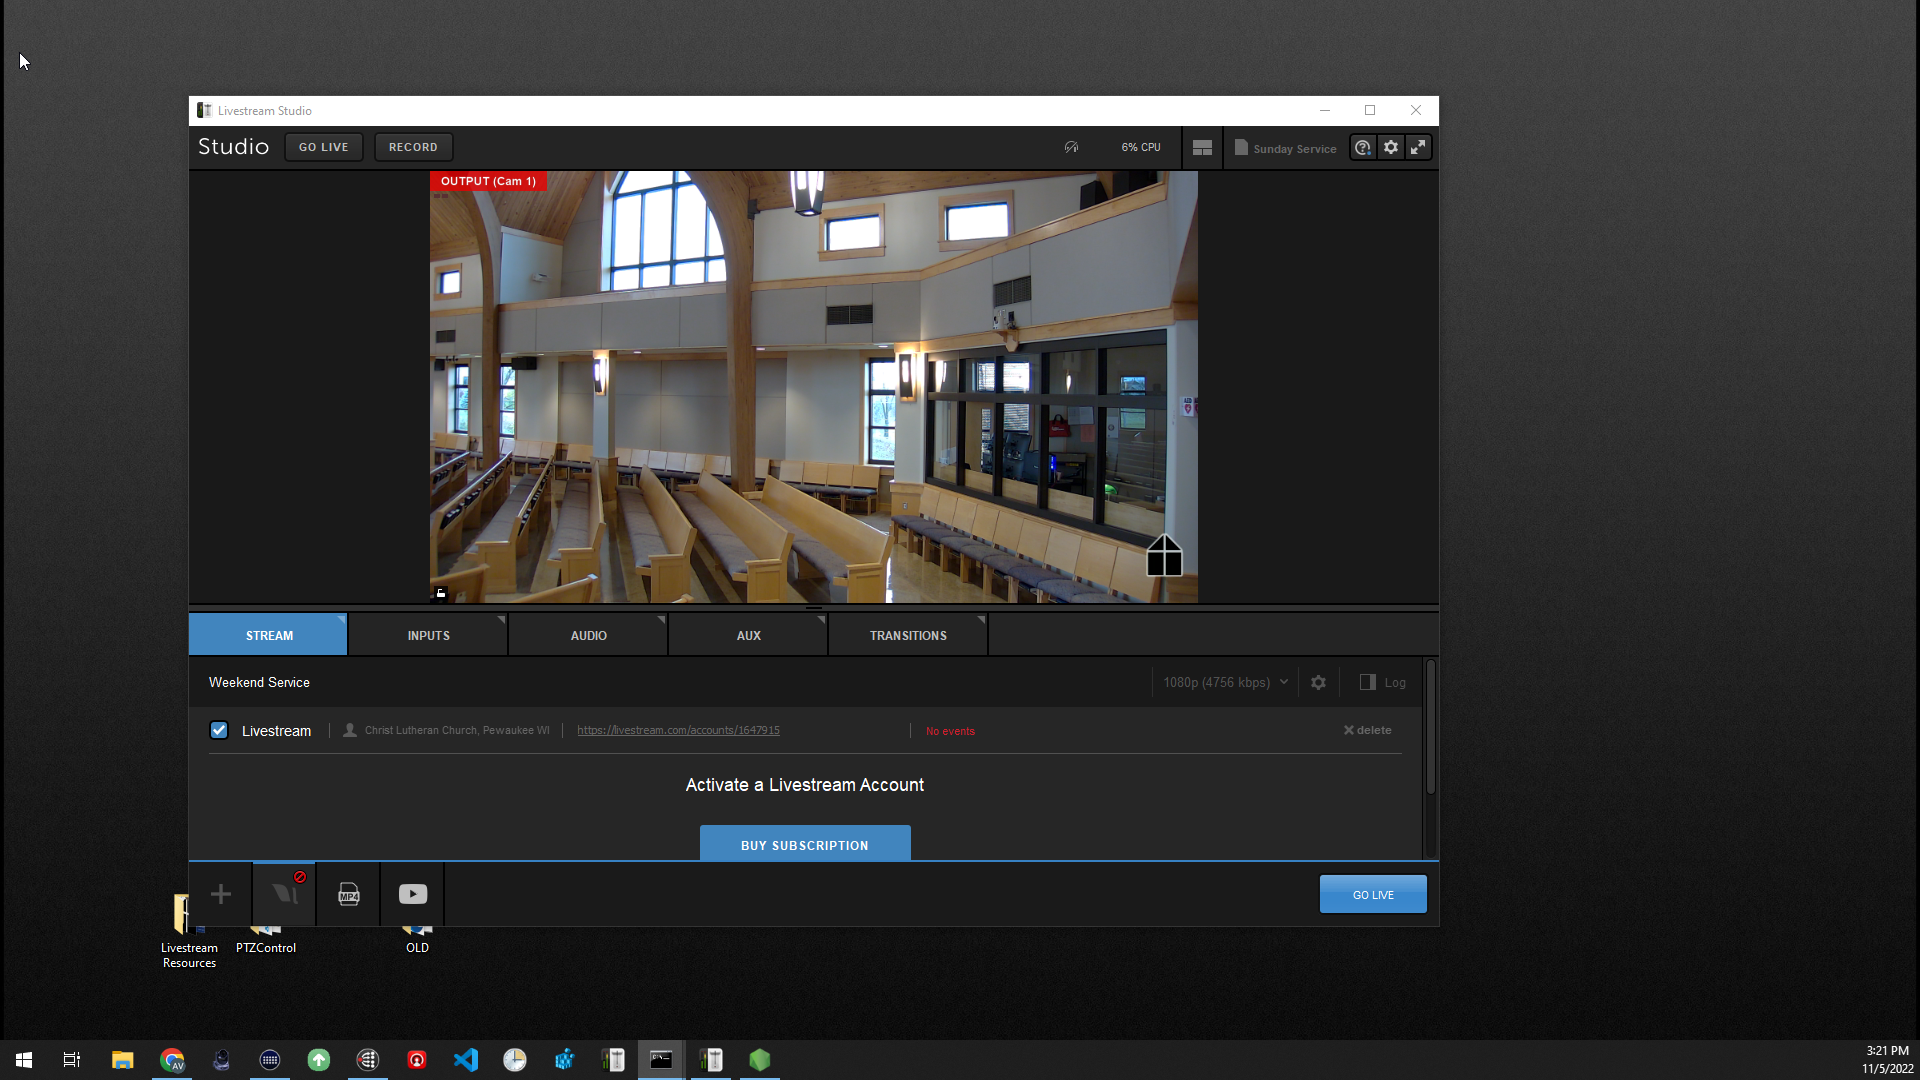 Livestream Studio
Studio
GO LIVE
RECORD
6% CPU
Sunday Service
OUTPUT (Cam 1)
STREAM
INPUTS
AUDIO
AUX
TRANSITIONS
Weekend Service
1080p (4756 kbps)
Log
Livestream
Christ Lutheran Church, Pewaukee WI
https://livestream.com/accounts/1647915
No events
delete
Activate a Livestream Account
BUY SUBSCRIPTION
MP4
GO LIVE
Livestream
Resources
PTZControl
OLD
AV
3:21 PM
11/5/2022